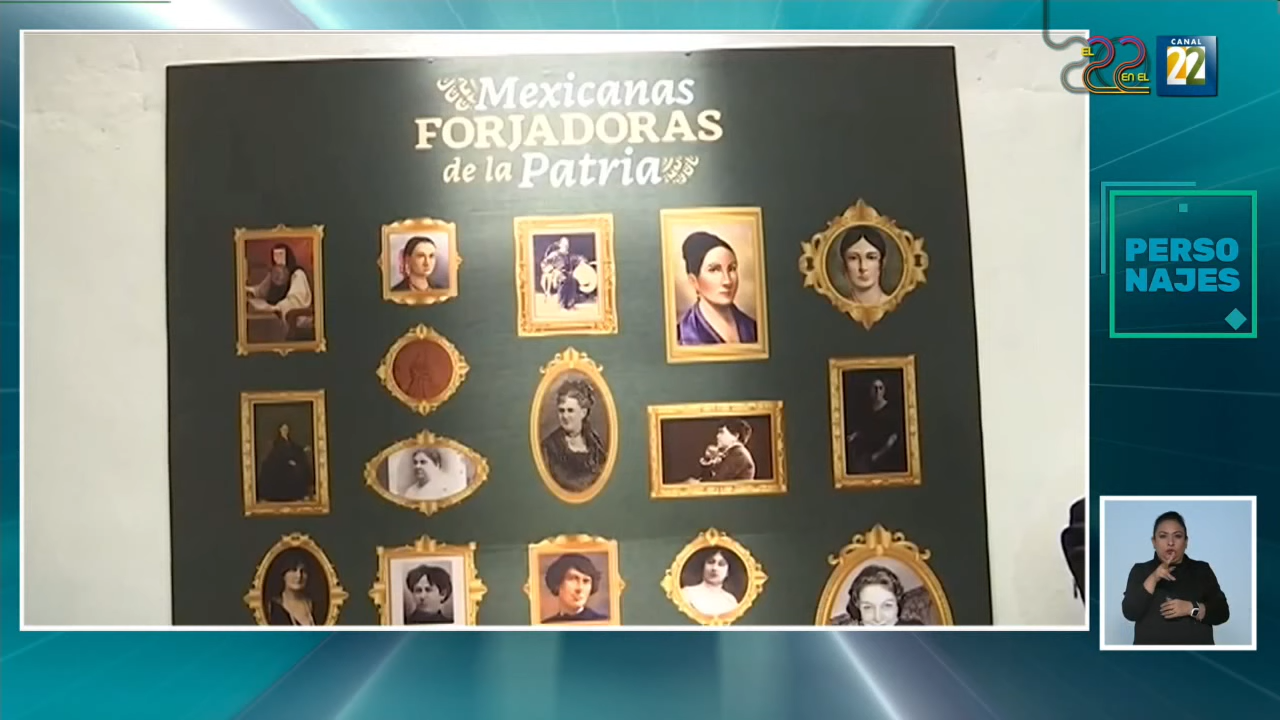 Mexicanas
FORJADORAS
de la Patria
EL 22 EN EL
CANAL
22
PERSO
NAJES